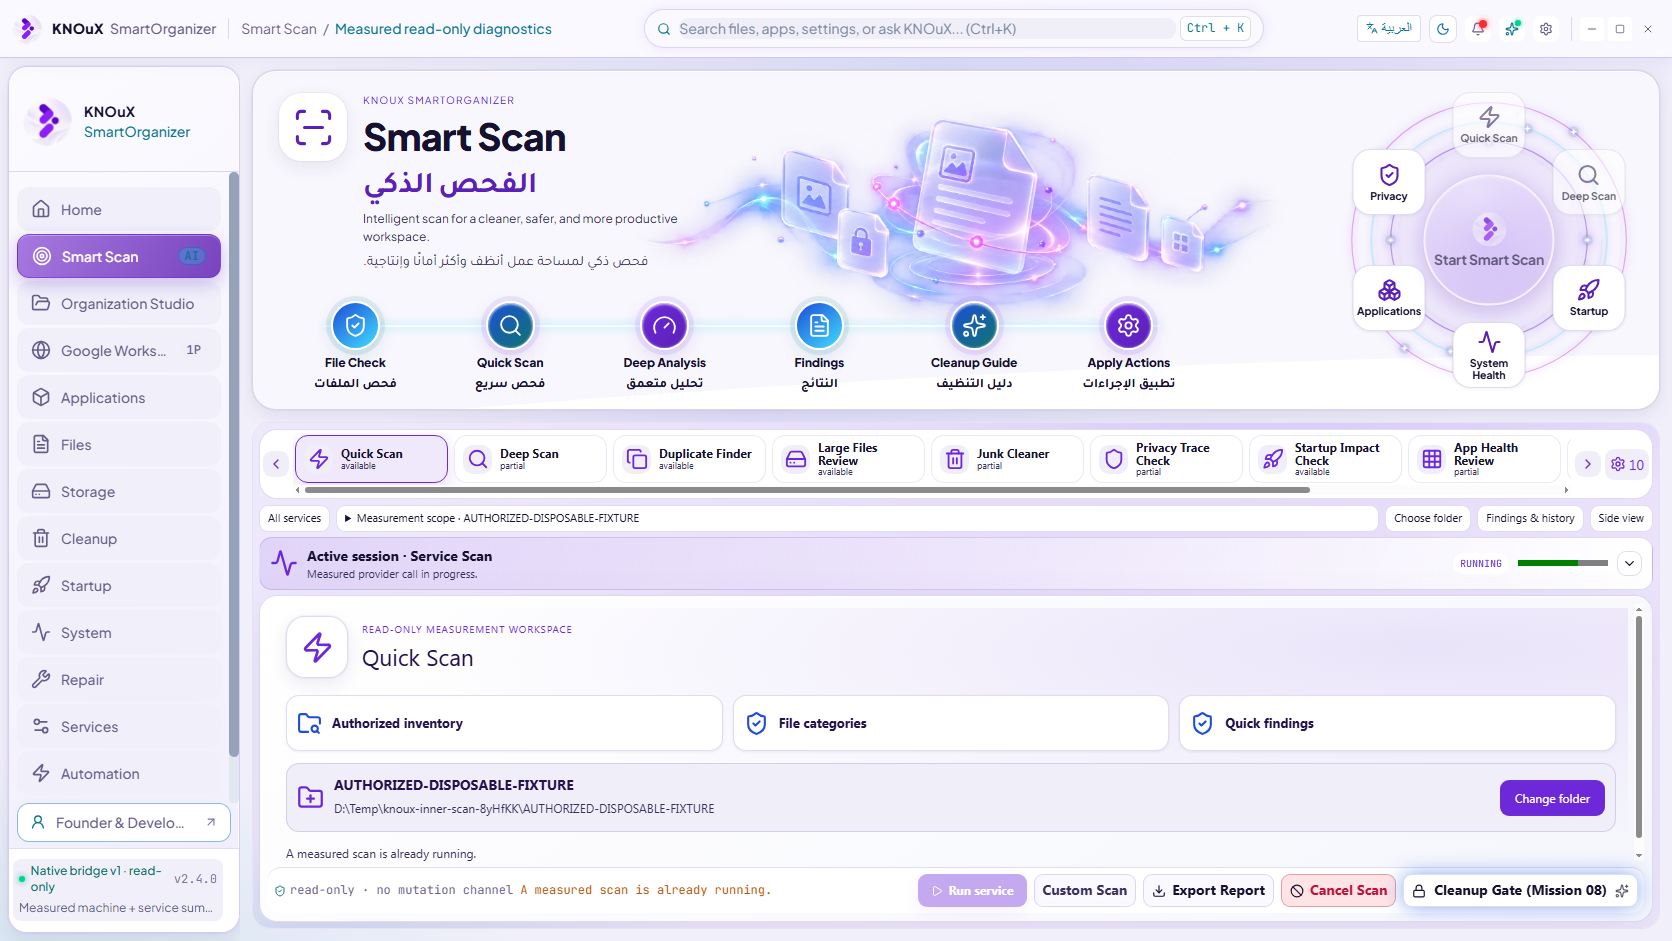 KNOuX SmartOrganizer
Smart Scan / Measured read-only diagnostics
Search files, apps, settings, or ask KNOuX... (Ctrl+K)
Ctrl + K
العربية
KNOuX
SmartOrganizer
Home
Smart Scan AI
Organization Studio
Google Works... 1P
Applications
Files
Storage
Cleanup
Startup
System
Repair
Services
Automation
Founder & Develo...
Native bridge v1 · read-only
v2.4.0
Measured machine + service sum...
KNOUX SMARTORGANIZER
Smart Scan
الفحص الذكي
Intelligent scan for a cleaner, safer, and more productive
workspace.
فحص ذكي لمساحة عمل أنظف وأكثر أمانًا وإنتاجية.
File Check
فحص الملفات
Quick Scan
فحص سريع
Deep Analysis
تحليل متعمق
Findings
النتائج
Cleanup Guide
دليل التنظيف
Apply Actions
تطبيق الإجراءات
Quick Scan
Privacy
Deep Scan
Start Smart Scan
Applications
Startup
System
Health
Quick Scan
available
Deep Scan
partial
Duplicate Finder
available
Large Files
Review
available
Junk Cleaner
partial
Privacy Trace
Check
partial
Startup Impact
Check
available
App Health
Review
partial
10
All services
Measurement scope · AUTHORIZED-DISPOSABLE-FIXTURE
Choose folder
Findings & history
Side view
Active session · Service Scan
Measured provider call in progress.
RUNNING
READ-ONLY MEASUREMENT WORKSPACE
Quick Scan
Authorized inventory
File categories
Quick findings
AUTHORIZED-DISPOSABLE-FIXTURE
D:\Temp\knoux-inner-scan-8yHfKK\AUTHORIZED-DISPOSABLE-FIXTURE
Change folder
A measured scan is already running.
read-only · no mutation channel A measured scan is already running.
Run service
Custom Scan
Export Report
Cancel Scan
Cleanup Gate (Mission 08)